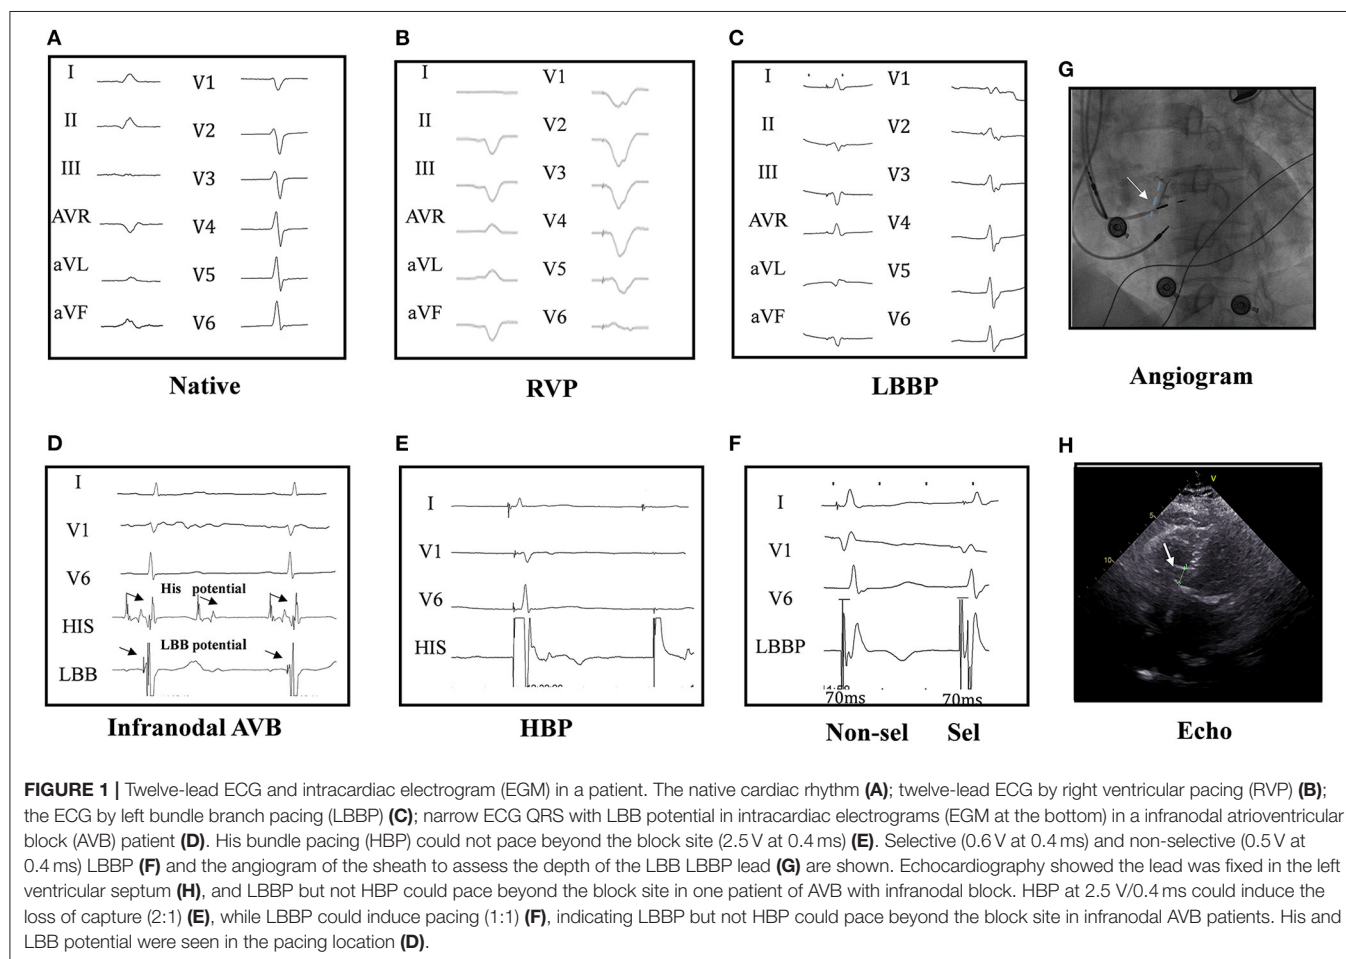 A
I
II
III
AVR
aVL
aVF
V1
V2
V3
V4
V5
V6
Native
B
I
II
III
AVR
aVL
aVF
V1
V2
V3
V4
V5
V6
RVP
C
I
II
III
AVR
aVL
aVF
V1
V2
V3
V4
V5
V6
LBBP
G
Angiogram
D
I
V1
V6
His potential
HIS
LBB potential
LBB
Infranodal AVB
E
I
V1
V6
HIS
HBP
F
I
V1
V6
LBBP
70ms 70ms
Non-sel Sel
H
V
5
10
Echo
FIGURE 1 | Twelve-lead ECG and intracardiac electrogram (EGM) in a patient. The native cardiac rhythm (A); twelve-lead ECG by right ventricular pacing (RVP) (B);
the ECG by left bundle branch pacing (LBBP) (C); narrow ECG QRS with LBB potential in intracardiac electrograms (EGM at the bottom) in a infranodal atrioventricular
block (AVB) patient (D). His bundle pacing (HBP) could not pace beyond the block site (2.5 V at 0.4 ms) (E). Selective (0.6 V at 0.4 ms) and non-selective (0.5 V at
0.4 ms) LBBP (F) and the angiogram of the sheath to assess the depth of the LBB LBBP lead (G) are shown. Echocardiography showed the lead was fixed in the left
ventricular septum (H), and LBBP but not HBP could pace beyond the block site in one patient of AVB with infranodal block. HBP at 2.5 V/0.4 ms could induce the
loss of capture (2:1) (E), while LBBP could induce pacing (1:1) (F), indicating LBBP but not HBP could pace beyond the block site in infranodal AVB patients. His and
LBB potential were seen in the pacing location (D).